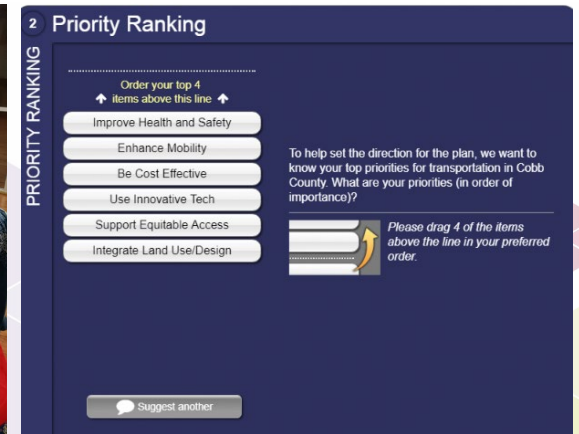 2 Priority Ranking
PRIORITY RANKING
Order your top 4
items above this line
Improve Health and Safety
Enhance Mobility
Be Cost Effective
Use Innovative Tech
Support Equitable Access
Integrate Land Use/Design
To help set the direction for the plan, we want to
know your top priorities for transportation in Cobb
County. What are your priorities (in order of
importance)?
Please drag 4 of the items
above the line in your preferred
order.
Suggest another